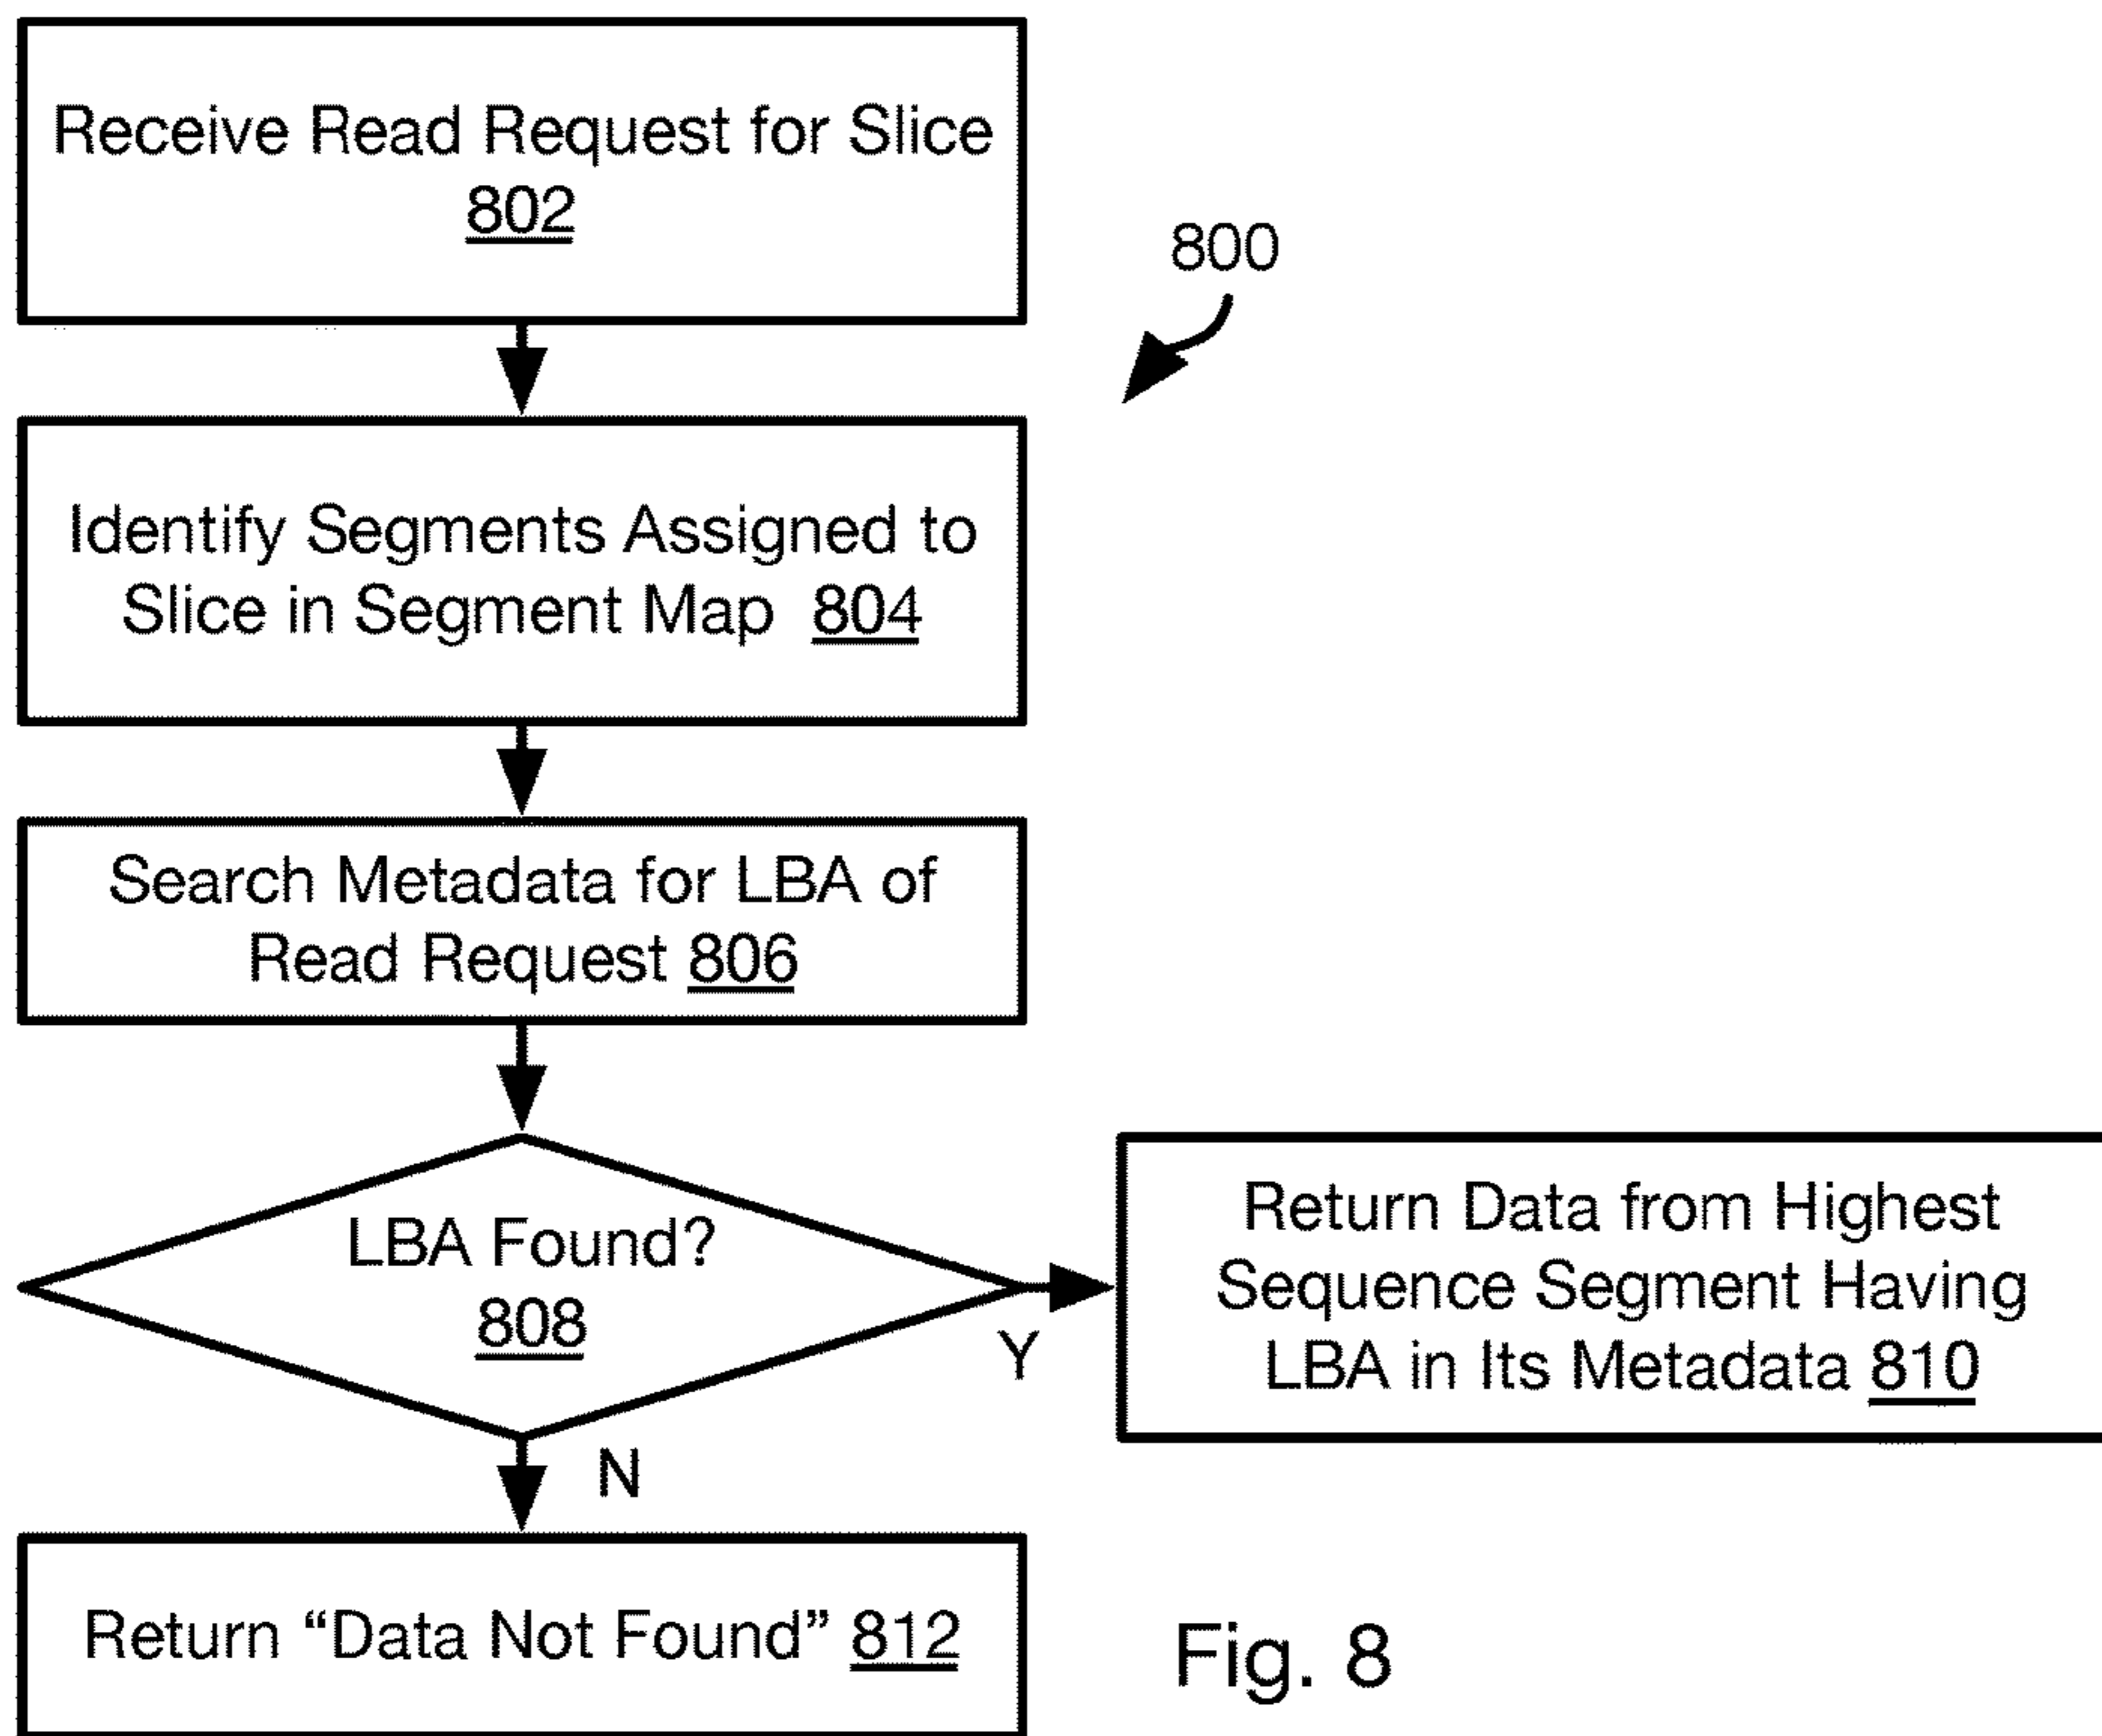 Receive Read Request for Slice
802
800
Identify Segments Assigned to
Slice in Segment Map 804
Search Metadata for LBA of
Read Request 806
LBA Found?
808
Y
N
Return Data from Highest
Sequence Segment Having
LBA in Its Metadata 810
Return “Data Not Found” 812
Fig. 8